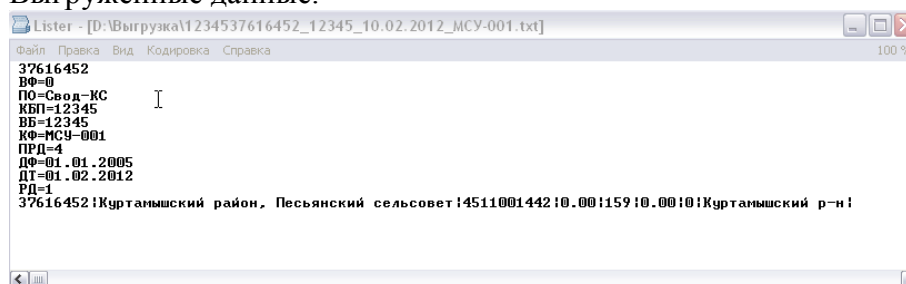 Выгруженные данные:
Lister - [D:\Выгрузка\1234537616452_12345_10.02.2012_МСУ-001.txt]
Файл Правка Вид Кодировка Справка 100 %
37616452
ВФ=0
ПО=Свод-КС
КБП=12345
ВБ=12345
КФ=МСУ-001
ПРД=4
ДФ=01.01.2005
ДТ=01.02.2012
РД=1
37616452¦Куртамышский район, Песьянский сельсовет¦4511001442¦0.00¦159¦0.00¦0¦Куртамышский р-н¦